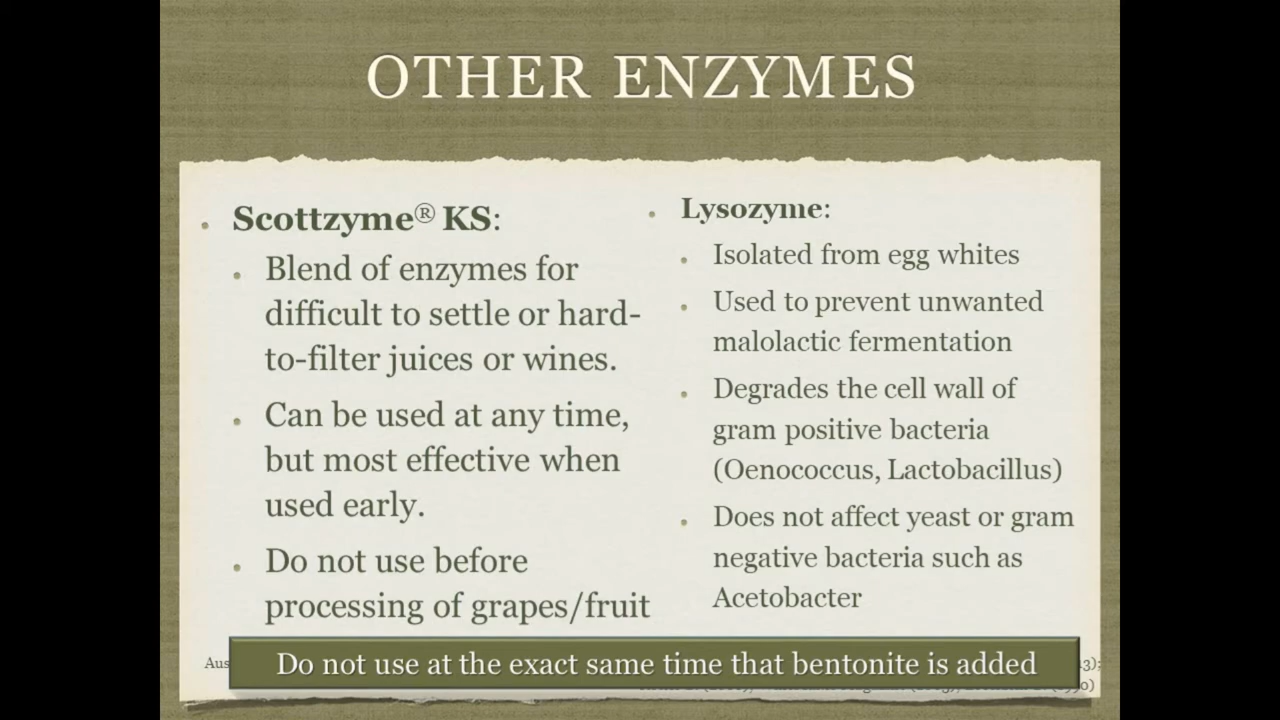 OTHER ENZYMES
Scottzyme® KS:
Blend of enzymes for
difficult to settle or hard-
to-filter juices or wines.
Can be used at any time,
but most effective when
used early.
Do not use before
processing of grapes/fruit
Lysozyme:
Isolated from egg whites
Used to prevent unwanted
malolactic fermentation
Degrades the cell wall of
gram positive bacteria
(Oenococcus, Lactobacillus)
Does not affect yeast or gram
negative bacteria such as
Acetobacter
Do not use at the exact same time that bentonite is added